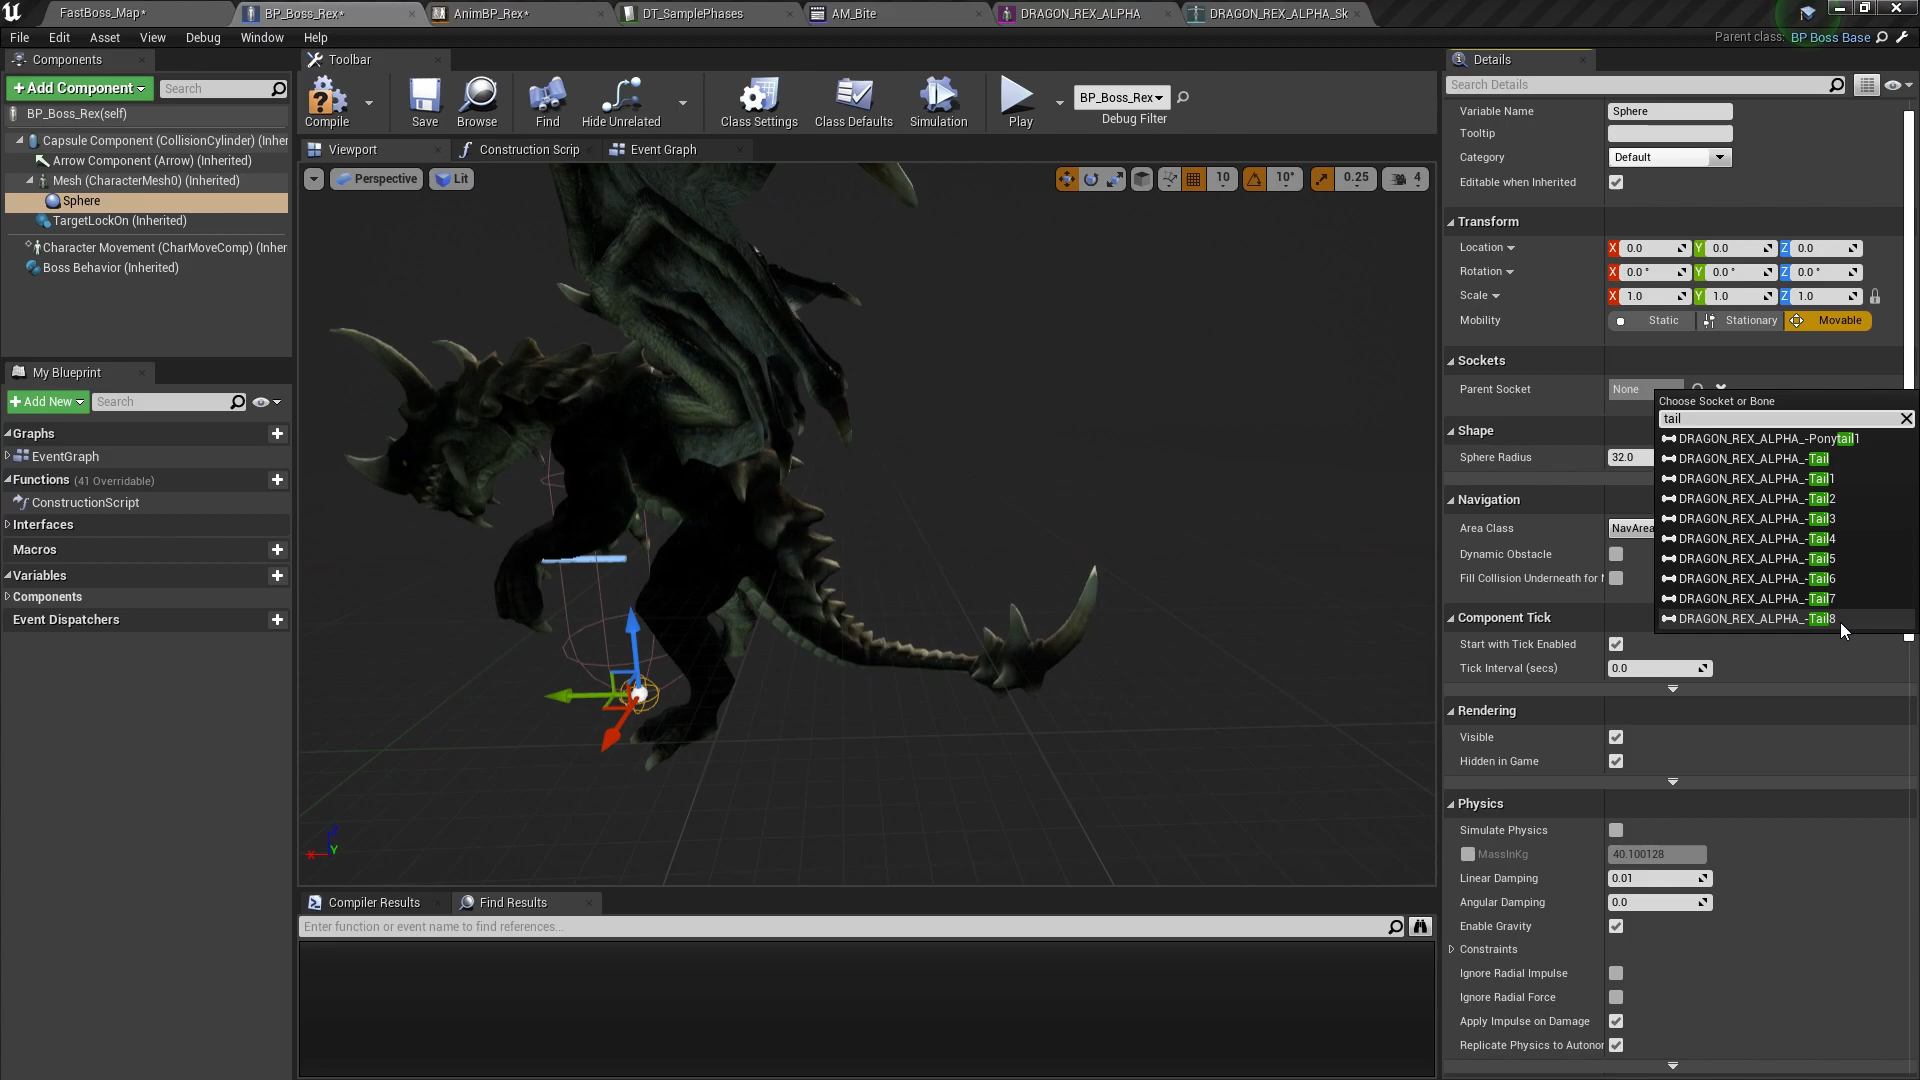 FastBoss_Map*
BP_Boss_Rex*
AnimBP_Rex*
DT_SamplePhases
AM_Bite
DRAGON_REX_ALPHA
DRAGON_REX_ALPHA_Sk
File Edit Asset View Debug Window Help
Parent class: BP Boss Base
Components
+Add Component
Search
BP_Boss_Rex(self)
Capsule Component (CollisionCylinder) (Inher
Arrow Component (Arrow) (Inherited)
Mesh (CharacterMesh0) (Inherited)
Sphere
TargetLockOn (Inherited)
Character Movement (CharMoveComp) (Inher
Boss Behavior (Inherited)
My Blueprint
+Add New
Search
Graphs
EventGraph
Functions (41 Overridable)
ConstructionScript
Interfaces
Macros
Variables
Components
Event Dispatchers
Toolbar
Compile
Save
Browse
Find
Hide Unrelated
Class Settings
Class Defaults
Simulation
Play
BP_Boss_Rex
Debug Filter
Viewport
Construction Scrip
Event Graph
Perspective
Lit
10
10°
0.25
4
X
Z
Y
Compiler Results
Find Results
Enter function or event name to find references...
Details
Search Details
Variable Name Sphere
Tooltip
Category Default
Editable when Inherited
Transform
Location X 0.0 Y 0.0 Z 0.0
Rotation X 0.0° Y 0.0° Z 0.0°
Scale X 1.0 Y 1.0 Z 1.0
Mobility Static Stationary Movable
Sockets
Parent Socket None
Choose Socket or Bone
tail
DRAGON_REX_ALPHA_-Ponytail1
DRAGON_REX_ALPHA_-Tail
DRAGON_REX_ALPHA_-Tail1
DRAGON_REX_ALPHA_-Tail2
DRAGON_REX_ALPHA_-Tail3
DRAGON_REX_ALPHA_-Tail4
DRAGON_REX_ALPHA_-Tail5
DRAGON_REX_ALPHA_-Tail6
DRAGON_REX_ALPHA_-Tail7
DRAGON_REX_ALPHA_-Tail8
Shape
Sphere Radius 32.0
Navigation
Area Class NavArea
Dynamic Obstacle
Fill Collision Underneath for N
Component Tick
Start with Tick Enabled
Tick Interval (secs) 0.0
Rendering
Visible
Hidden in Game
Physics
Simulate Physics
MassInKg 40.100128
Linear Damping 0.01
Angular Damping 0.0
Enable Gravity
Constraints
Ignore Radial Impulse
Ignore Radial Force
Apply Impulse on Damage
Replicate Physics to Autonor